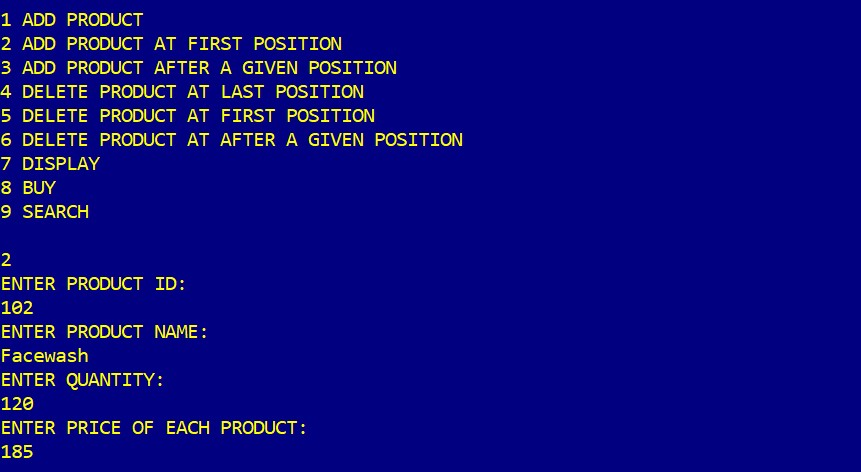 1 ADD PRODUCT
2 ADD PRODUCT AT FIRST POSITION
3 ADD PRODUCT AFTER A GIVEN POSITION
4 DELETE PRODUCT AT LAST POSITION
5 DELETE PRODUCT AT FIRST POSITION
6 DELETE PRODUCT AT AFTER A GIVEN POSITION
7 DISPLAY
8 BUY
9 SEARCH
2
ENTER PRODUCT ID:
102
ENTER PRODUCT NAME:
Facewash
ENTER QUANTITY:
120
ENTER PRICE OF EACH PRODUCT:
185